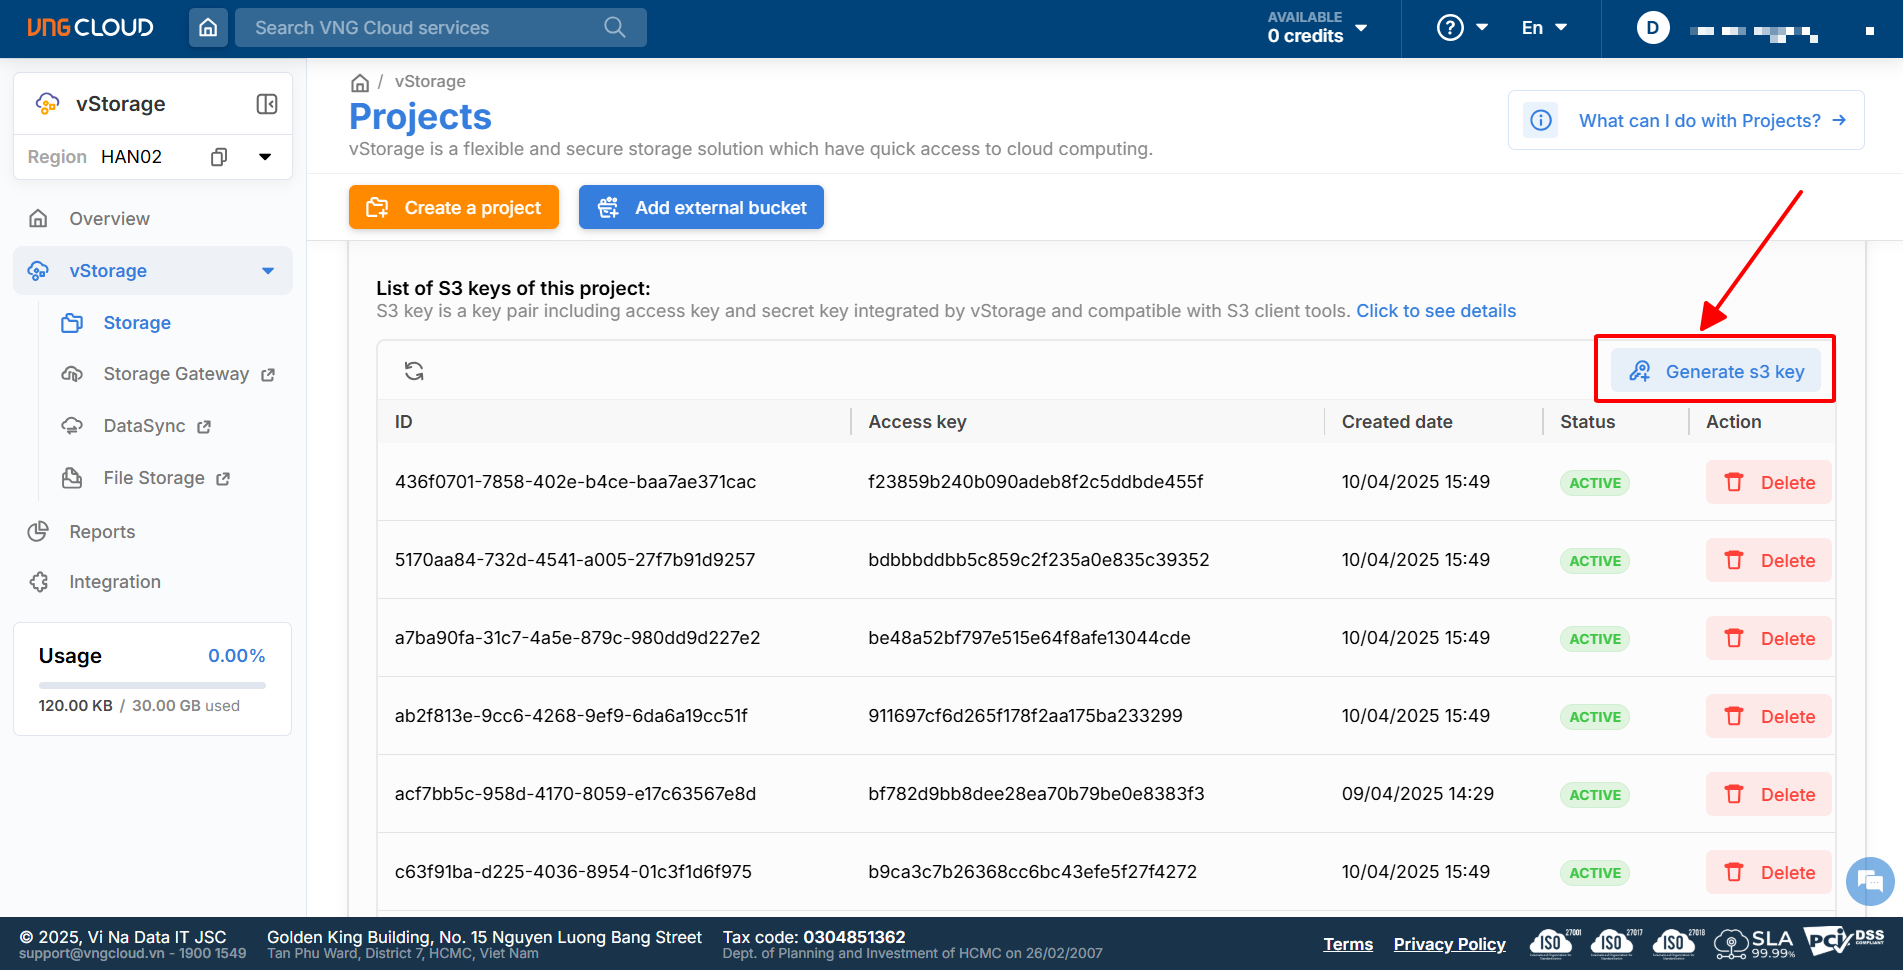 VNG CLOUD
Search VNG Cloud services
AVAILABLE
0 credits
?
En
D
vStorage
Region HAN02
Overview
vStorage
Storage
Storage Gateway
DataSync
File Storage
Reports
Integration
Usage 0.00%
120.00 KB / 30.00 GB used
/ vStorage
Projects
vStorage is a flexible and secure storage solution which have quick access to cloud computing.
What can I do with Projects?
Create a project
Add external bucket
List of S3 keys of this project:
S3 key is a key pair including access key and secret key integrated by vStorage and compatible with S3 client tools. Click to see details
Generate s3 key
ID Access key Created date Status Action
436f0701-7858-402e-b4ce-baa7ae371cac f23859b240b090adeb8f2c5ddbde455f 10/04/2025 15:49 ACTIVE Delete
5170aa84-732d-4541-a005-27f7b91d9257 bdbbbddbb5c859c2f235a0e835c39352 10/04/2025 15:49 ACTIVE Delete
a7ba90fa-31c7-4a5e-879c-980dd9d227e2 be48a52bf797e515e64f8afe13044cde 10/04/2025 15:49 ACTIVE Delete
ab2f813e-9cc6-4268-9ef9-6da6a19cc51f 911697cf6d265f178f2aa175ba233299 10/04/2025 15:49 ACTIVE Delete
acf7bb5c-958d-4170-8059-e17c63567e8d bf782d9bb8dee28ea70b79be0e8383f3 09/04/2025 14:29 ACTIVE Delete
c63f91ba-d225-4036-8954-01c3f1d6f975 b9ca3c7b26368cc6bc43efe5f27f4272 10/04/2025 15:49 ACTIVE Delete
© 2025, Vi Na Data IT JSC
support@vngcloud.vn - 1900 1549
Golden King Building, No. 15 Nguyen Luong Bang Street
Tan Phu Ward, District 7, HCMC, Viet Nam
Tax code: 0304851362
Dept. of Planning and Investment of HCMC on 26/02/2007
Terms
Privacy Policy
ISO 27001
ISO 27017
ISO 27018
SLA
99.99%
PCI DSS
COMPLIANT